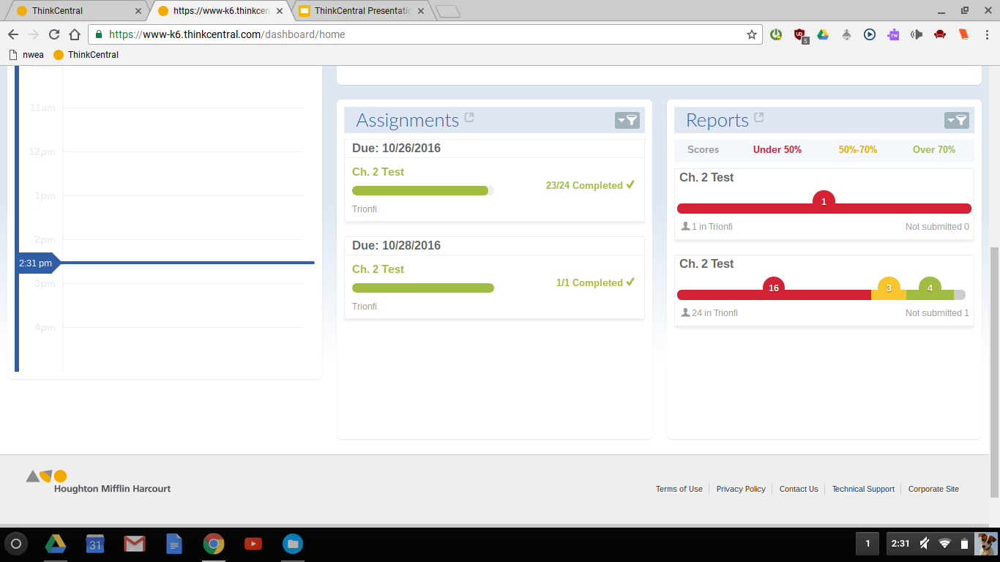 ThinkCentral
https://www-k6.thinkcen
ThinkCentral Presentatio
https://www-k6.thinkcentral.com/dashboard/home
5
nwea
ThinkCentral
11am
12pm
1pm
2pm
2:31 pm
3pm
4pm
Assignments
Due: 10/26/2016
Ch. 2 Test
23/24 Completed
Trionfi
Due: 10/28/2016
Ch. 2 Test
1/1 Completed
Trionfi
Reports
Scores Under 50% 50%-70% Over 70%
Ch. 2 Test
1
1 in Trionfi Not submitted 0
Ch. 2 Test
16 3 4
24 in Trionfi Not submitted 1
Houghton Mifflin Harcourt
Terms of Use Privacy Policy Contact Us Technical Support Corporate Site
31
1
2:31